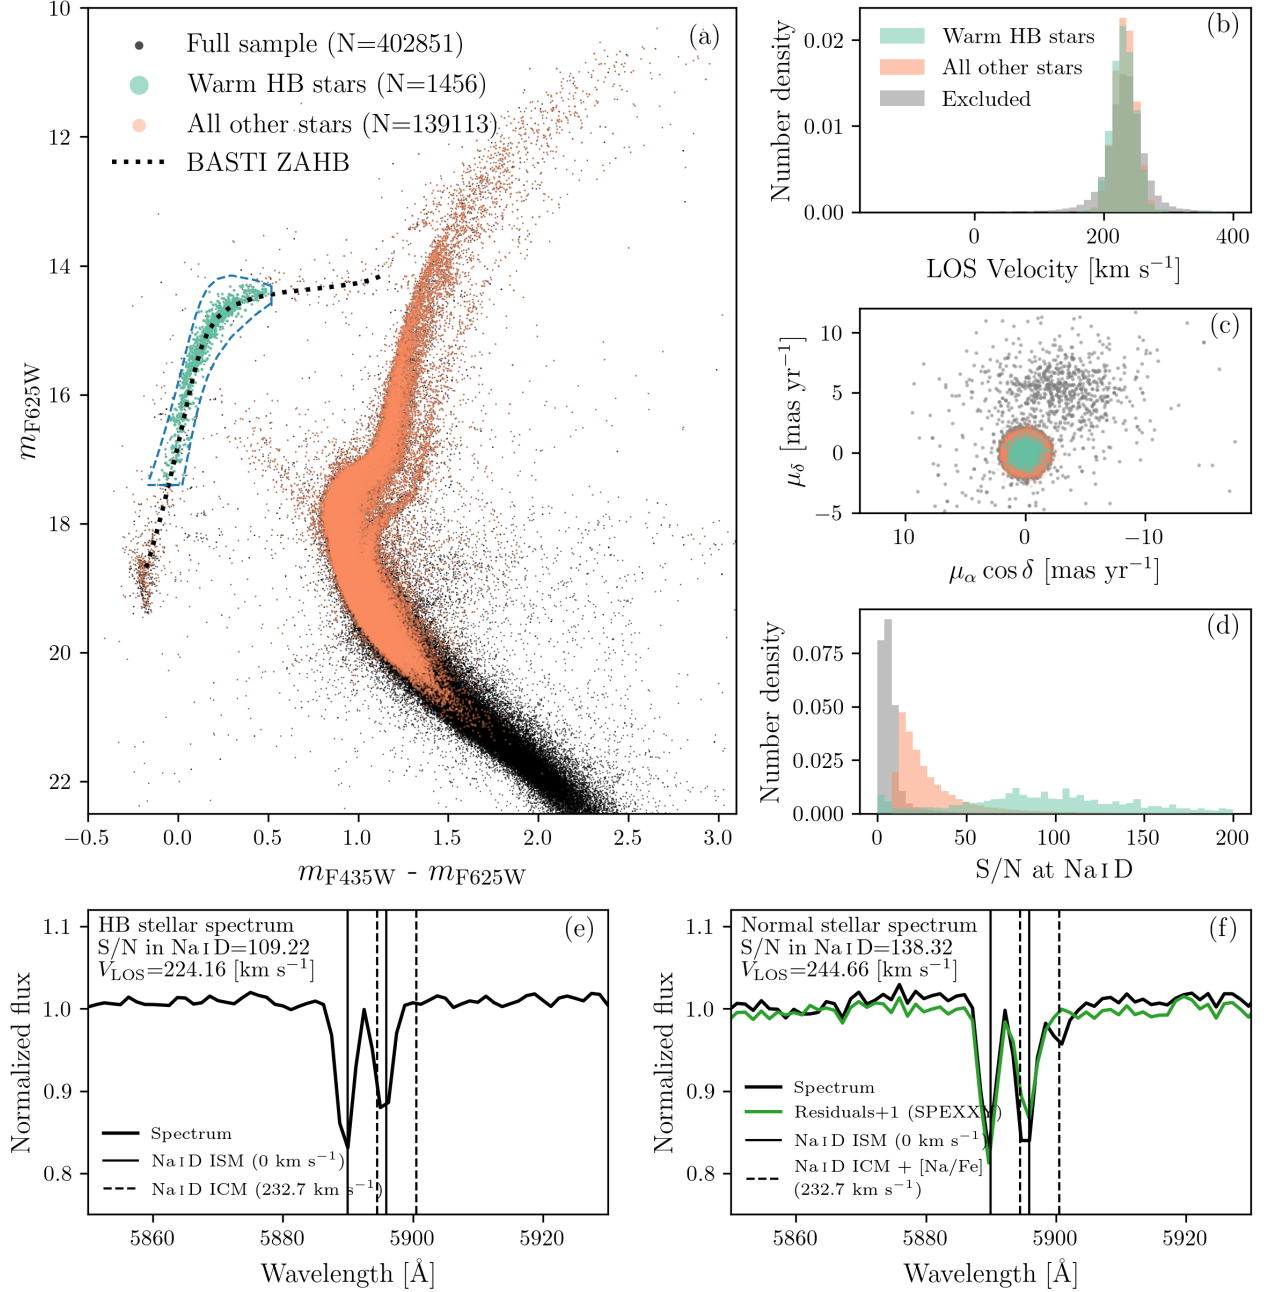 (a)
Full sample (N=402851)
Warm HB stars (N=1456)
All other stars (N=139113)
BASTI ZAHB
10
12
14
16
18
20
22
m_F625W
−0.5 0.0 0.5 1.0 1.5 2.0 2.5 3.0
m_F435W - m_F625W
(b)
Warm HB stars
All other stars
Excluded
0.02
0.01
0.00
Number density
0 200 400
LOS Velocity [km s⁻¹]
(c)
10
5
0
−5
μ_δ [mas yr⁻¹]
10 0 −10
μ_α cos δ [mas yr⁻¹]
(d)
0.075
0.050
0.025
0.000
Number density
0 50 100 150 200
S/N at Na I D
(e)
HB stellar spectrum
S/N in Na I D=109.22
V_LOS=224.16 [km s⁻¹]
1.1
1.0
0.9
0.8
Normalized flux
Spectrum
Na I D ISM (0 km s⁻¹)
Na I D ICM (232.7 km s⁻¹)
5860 5880 5900 5920
Wavelength [Å]
(f)
Normal stellar spectrum
S/N in Na I D=138.32
V_LOS=244.66 [km s⁻¹]
1.1
1.0
0.9
0.8
Normalized flux
Spectrum
Residuals+1 (SPEXXY)
Na I D ISM (0 km s⁻¹)
Na I D ICM + [Na/Fe]
(232.7 km s⁻¹)
5860 5880 5900 5920
Wavelength [Å]